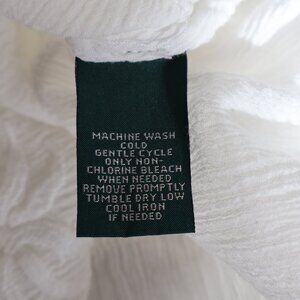 MACHINE WASH
COLD
GENTLE CYCLE
ONLY NON-
CHLORINE BLEACH
WHEN NEEDED
REMOVE PROMPTLY
TUMBLE DRY LOW
COOL IRON
IF NEEDED